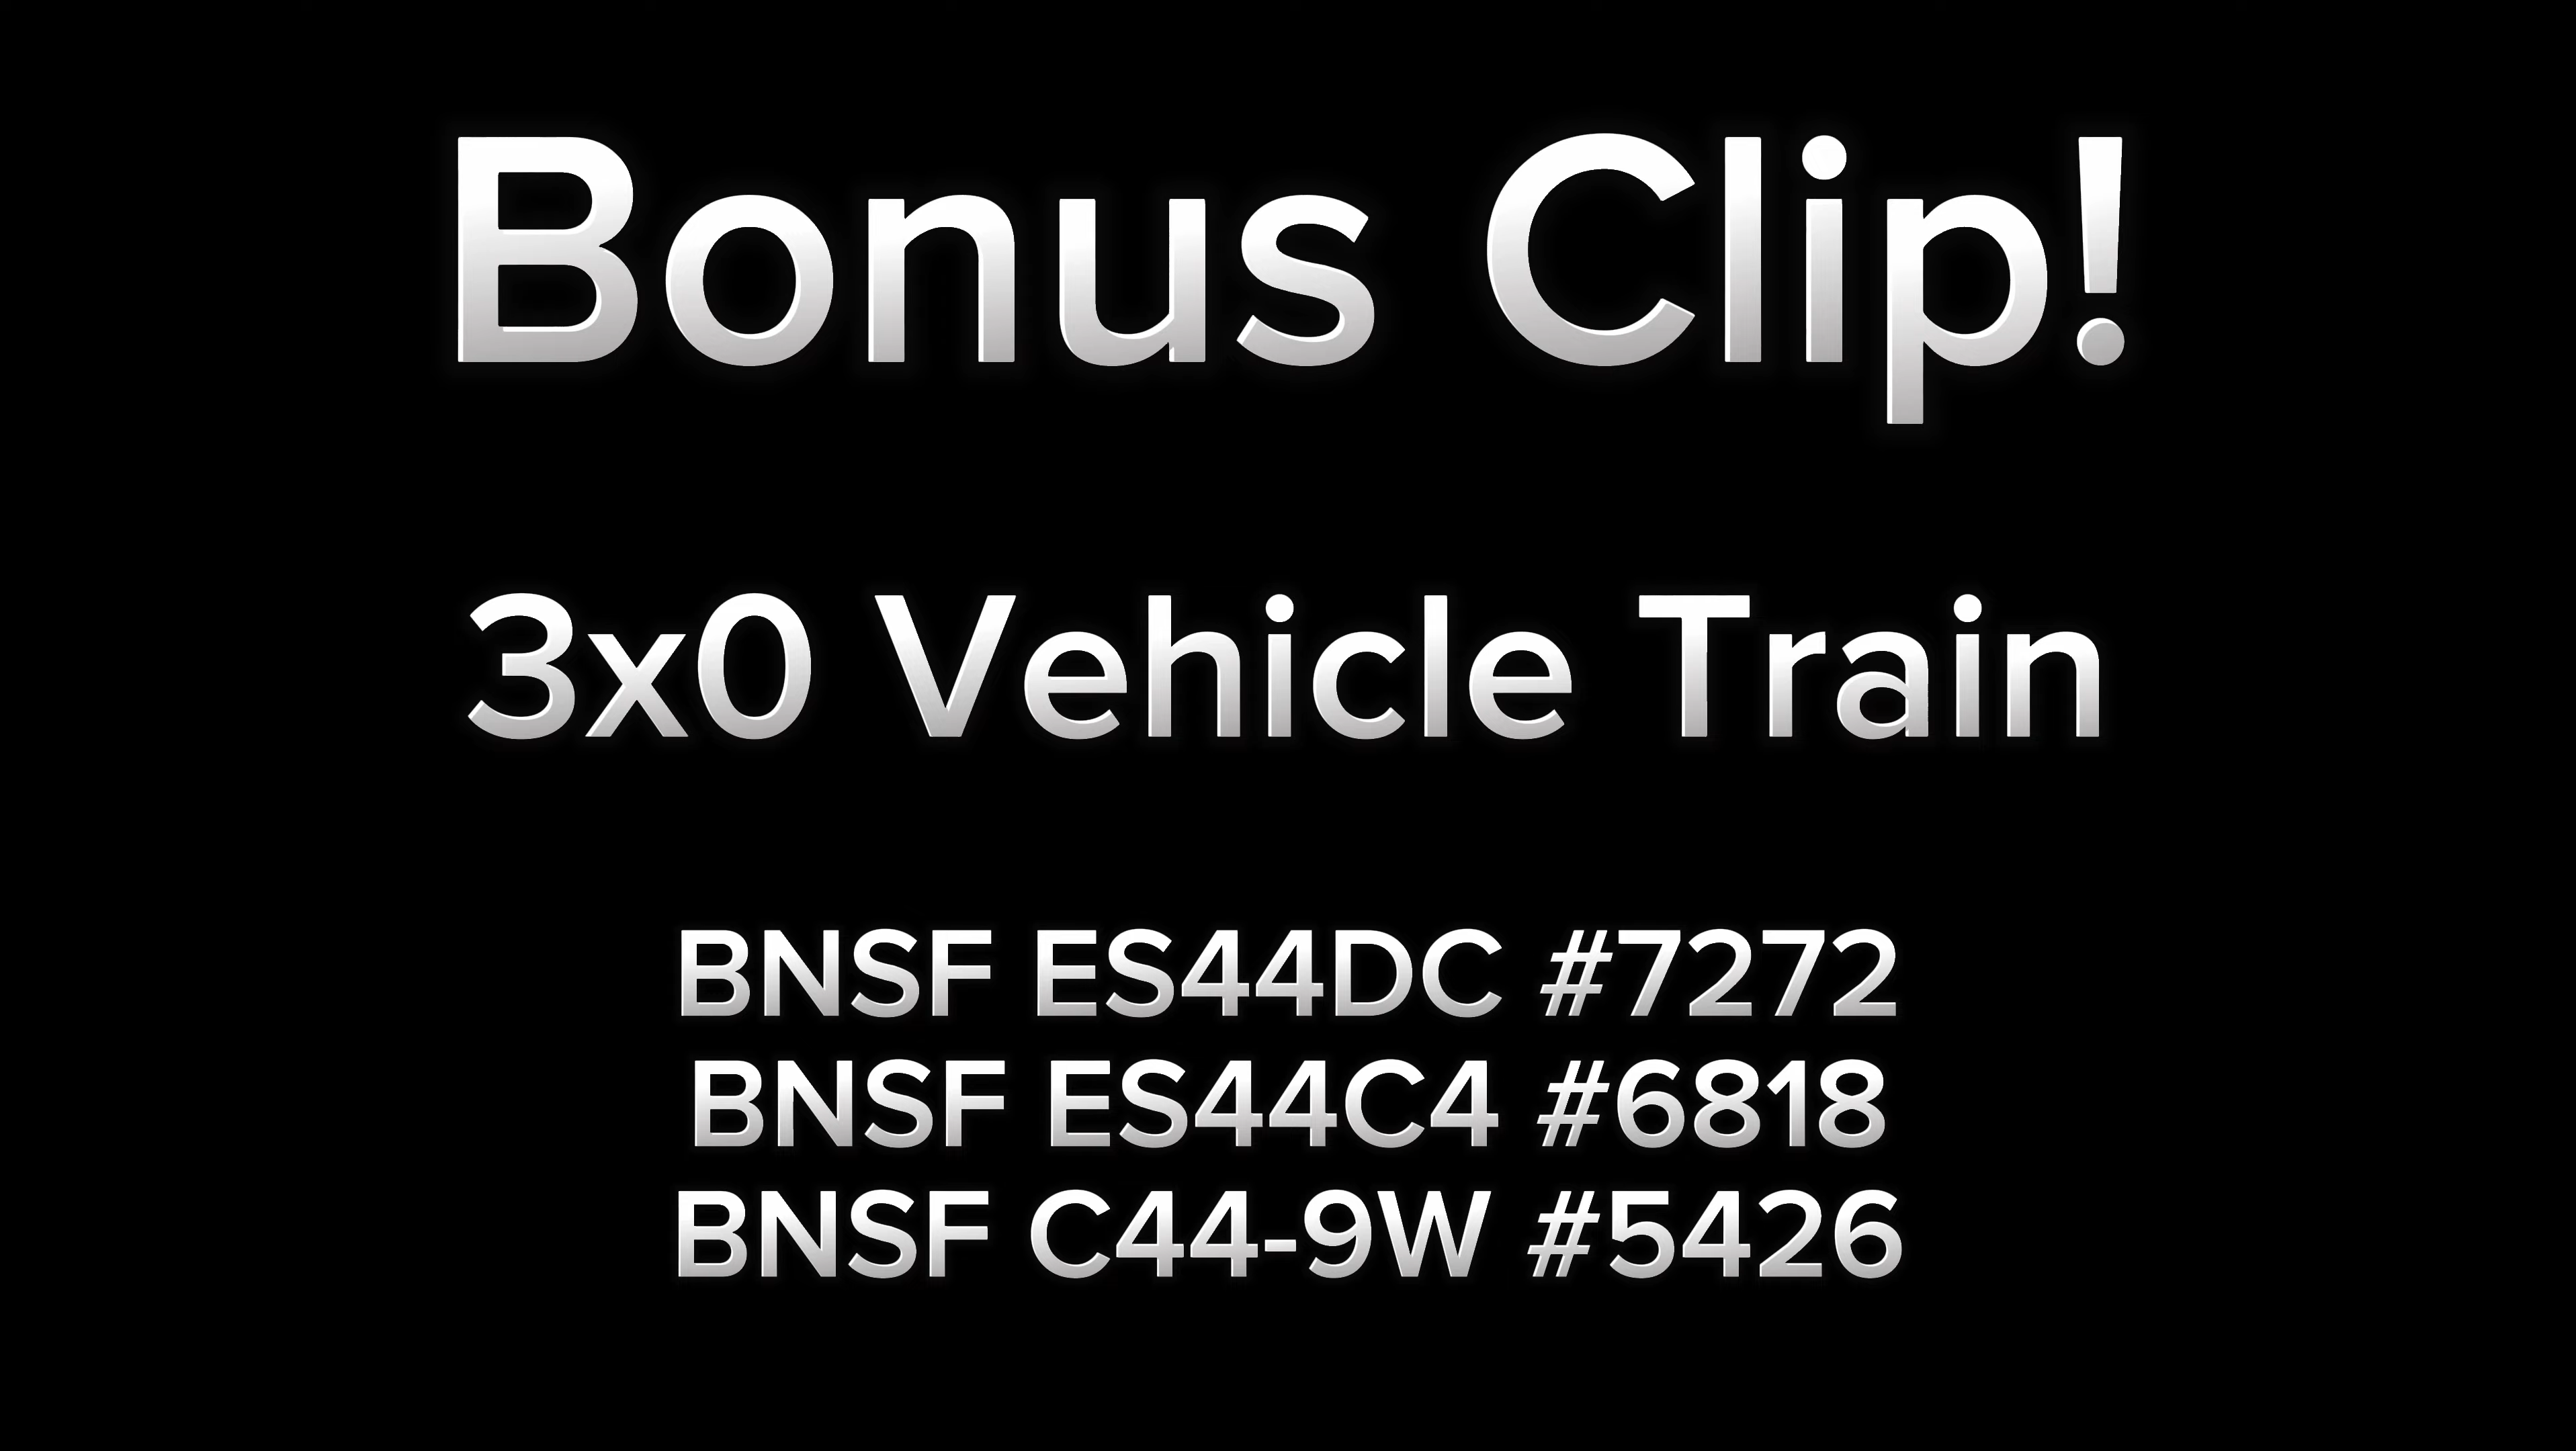 Bonus Clip!
3x0 Vehicle Train
BNSF ES44DC #7272
BNSF ES44C4 #6818
BNSF C44-9W #5426